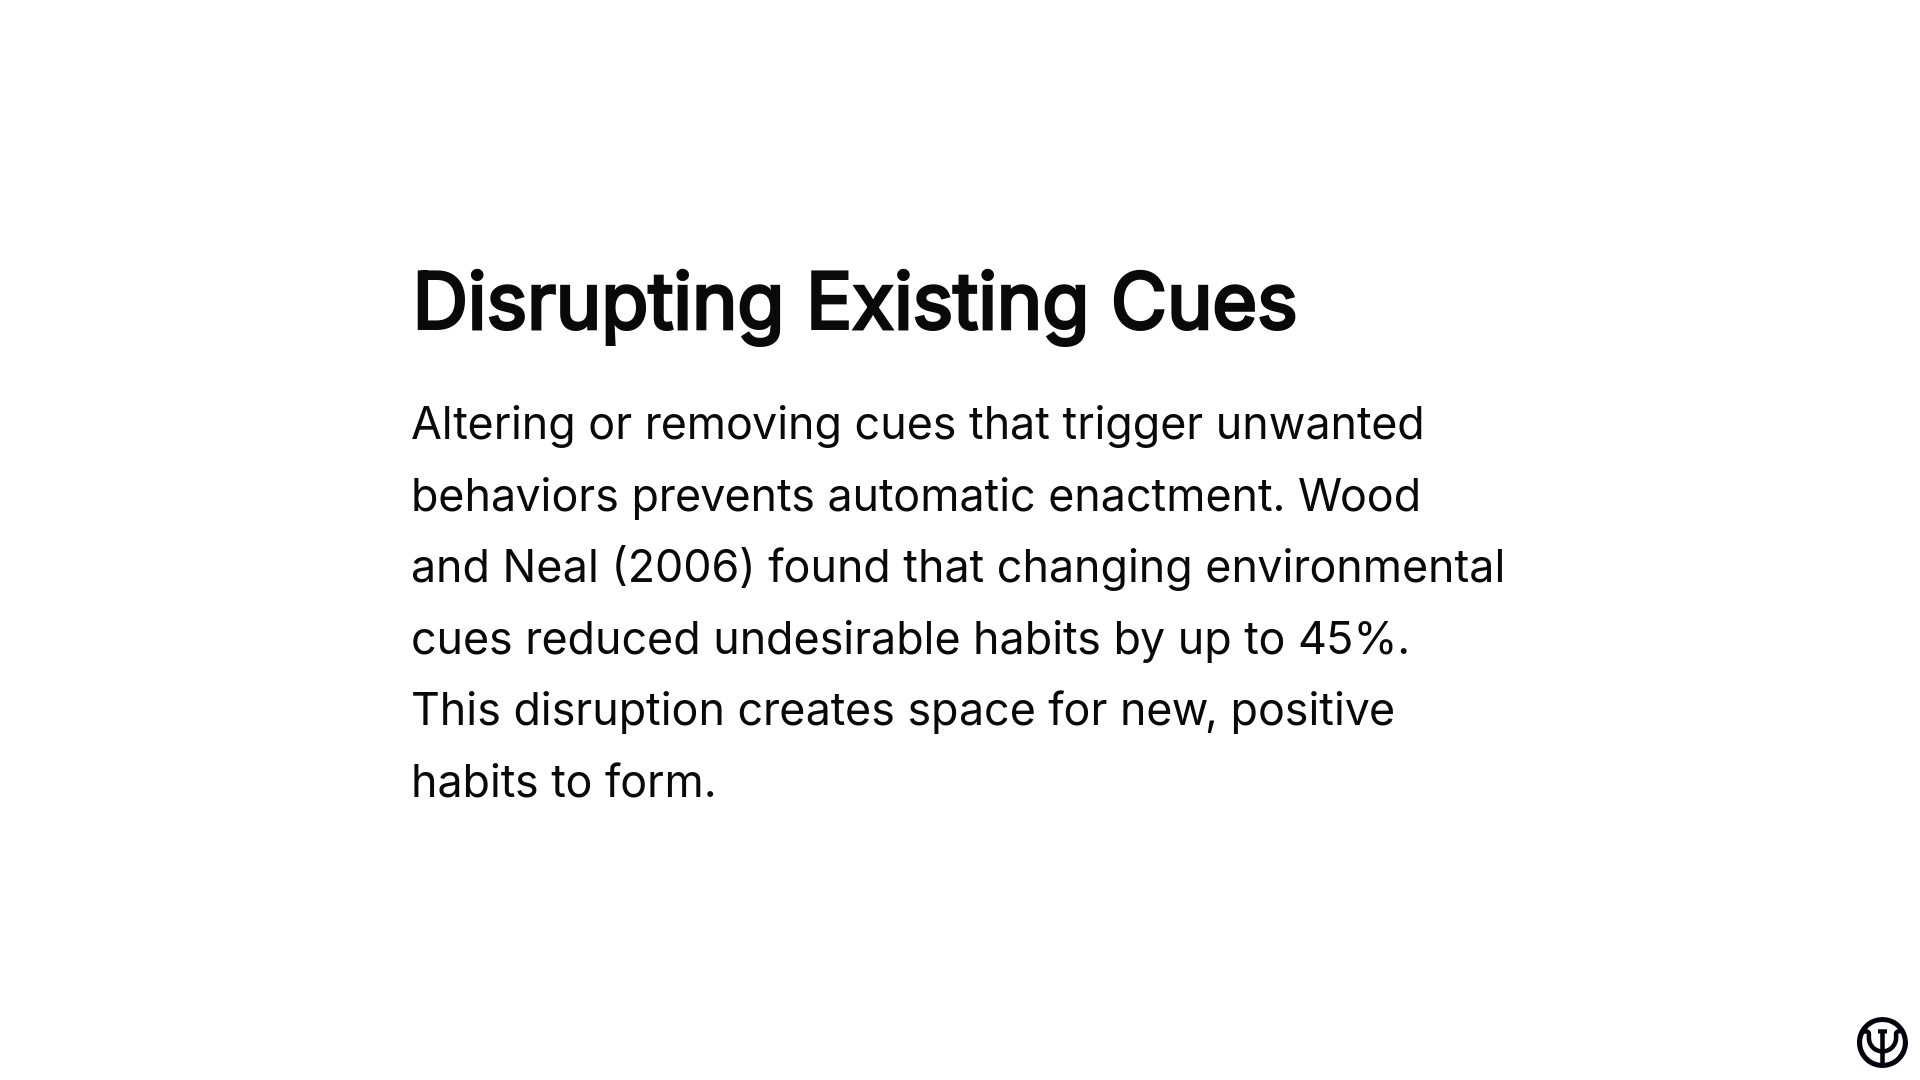 Disrupting Existing Cues
Altering or removing cues that trigger unwanted
behaviors prevents automatic enactment. Wood
and Neal (2006) found that changing environmental
cues reduced undesirable habits by up to 45%.
This disruption creates space for new, positive
habits to form.